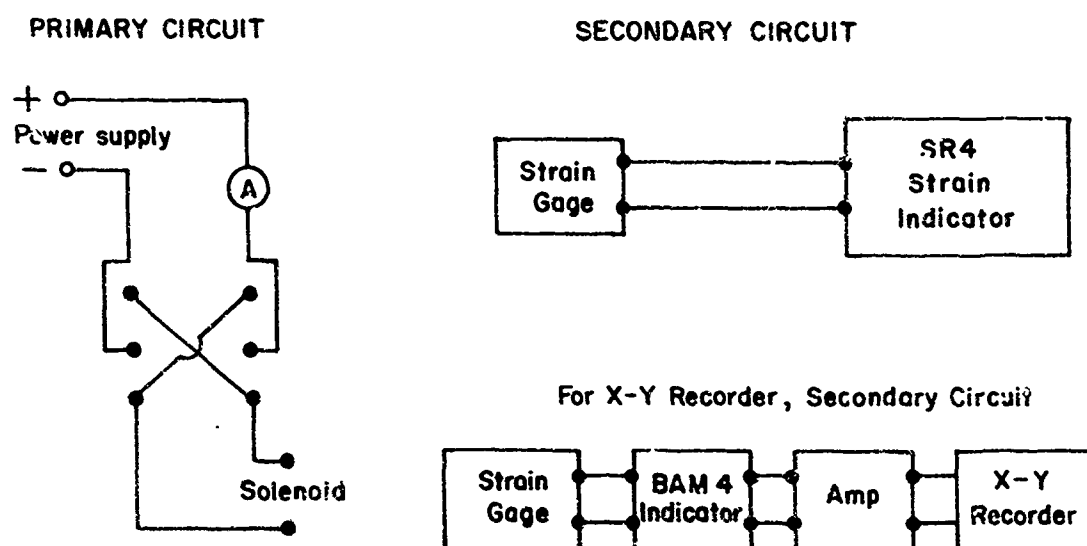 PRIMARY CIRCUIT
SECONDARY CIRCUIT
+
Power supply
-
A
Strain
Gage
SR4
Strain
Indicator
For X-Y Recorder, Secondary Circuit
Solenoid
Strain
Gage
BAM 4
Indicator
Amp
X-Y
Recorder